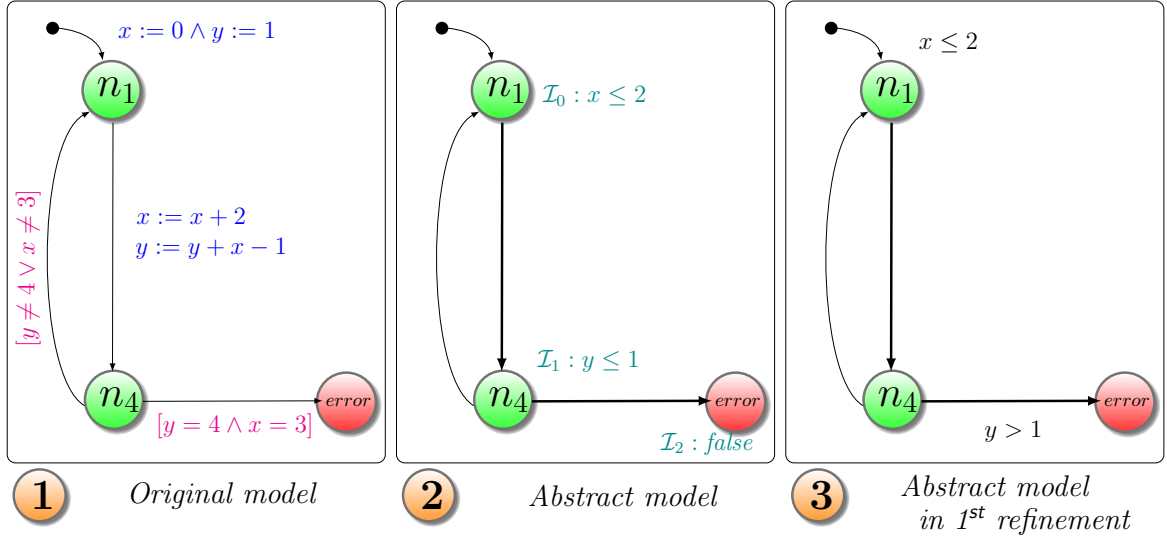 x := 0 ∧ y := 1
n₁
[y ≠ 4 ∨ x ≠ 3]
x := x + 2
y := y + x − 1
n₄
error
[y = 4 ∧ x = 3]
1
Original model
n₁
ℐ₀ : x ≤ 2
ℐ₁ : y ≤ 1
n₄
error
ℐ₂ : false
2
Abstract model
x ≤ 2
n₁
n₄
error
y > 1
3
Abstract model
in 1ˢᵗ refinement